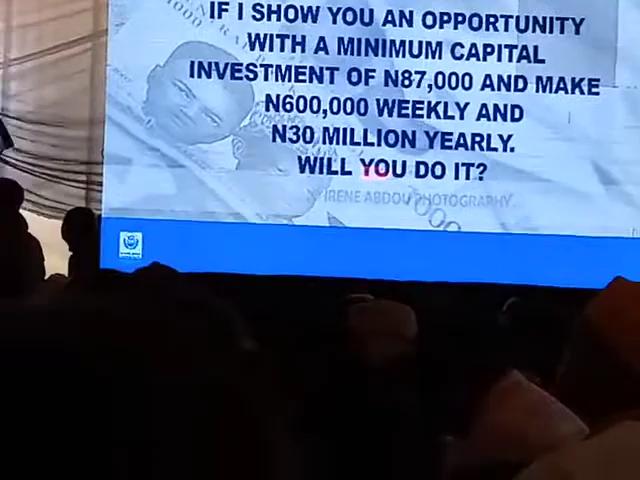 IF I SHOW YOU AN OPPORTUNITY
WITH A MINIMUM CAPITAL
INVESTMENT OF N87,000 AND MAKE
N600,000 WEEKLY AND
N30 MILLION YEARLY.
WILL YOU DO IT?
IRENE ABDOU PHOTOGRAPHY